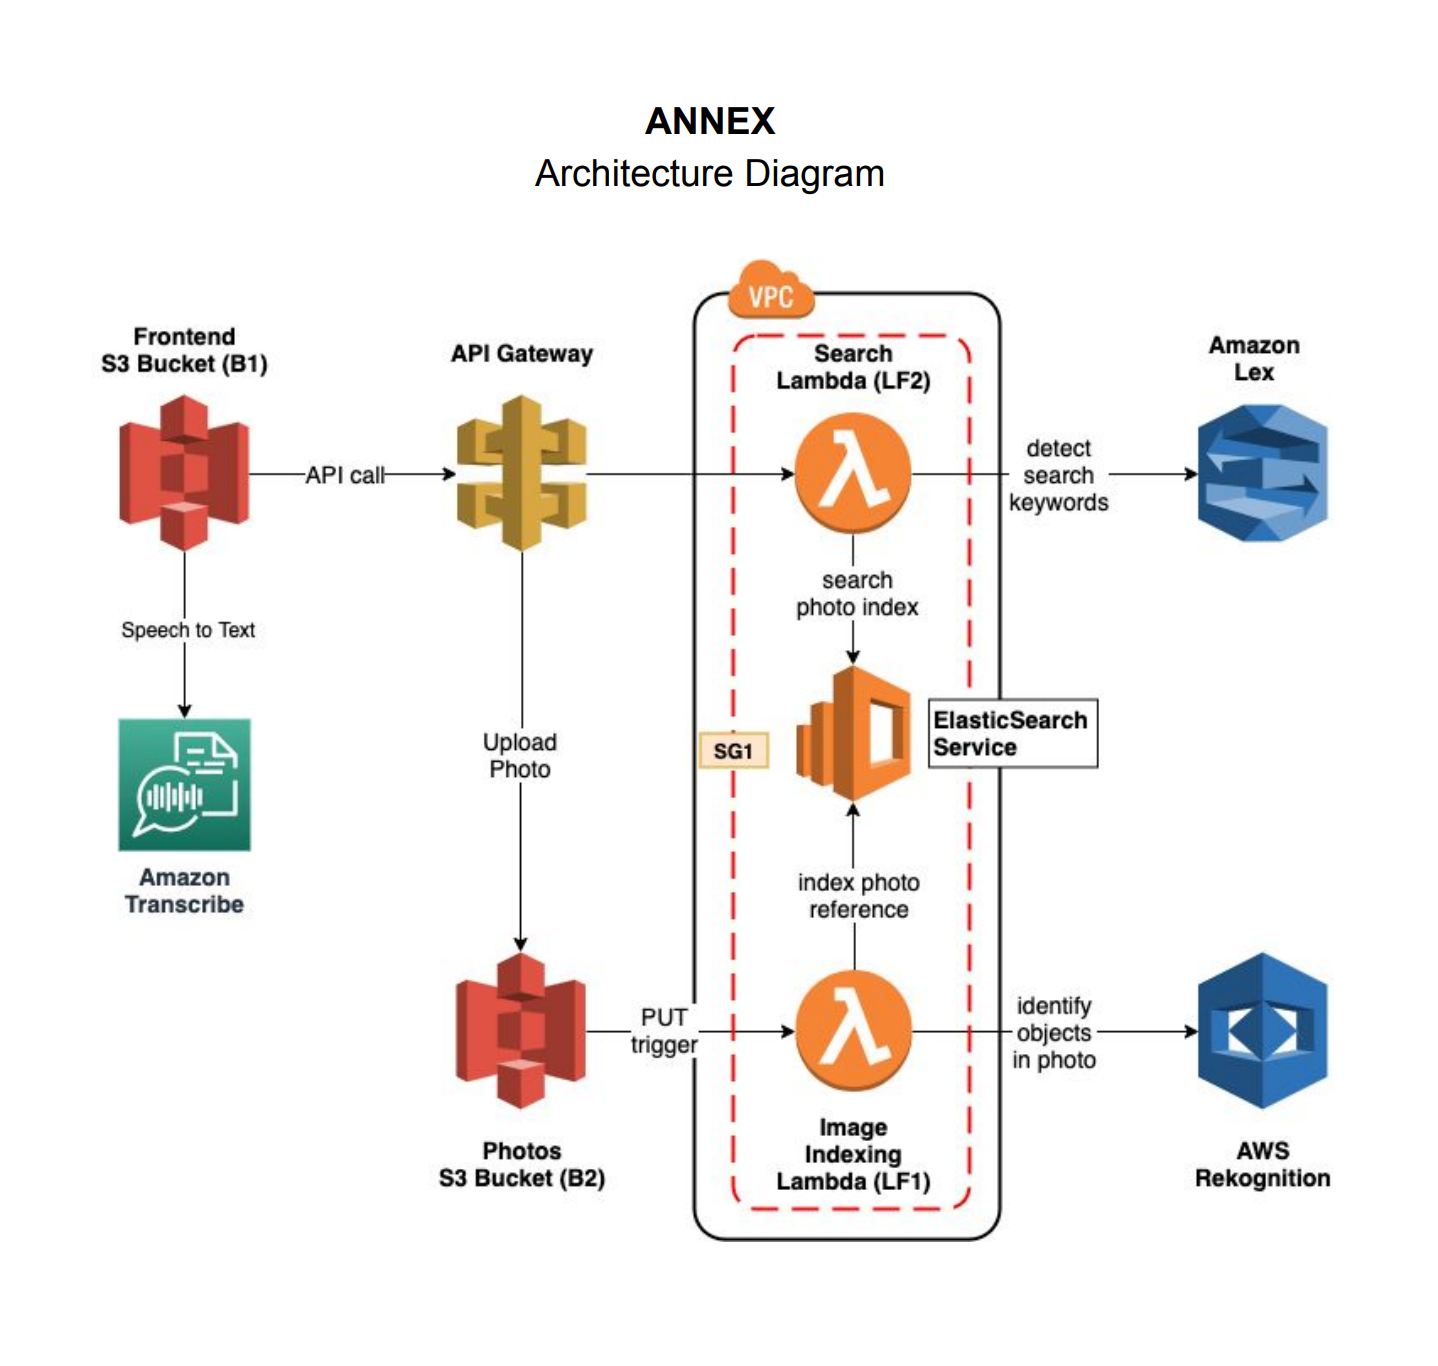 ANNEX
Architecture Diagram
VPC
Frontend
S3 Bucket (B1)
API Gateway
Search
Lambda (LF2)
Amazon
Lex
API call
detect
search
keywords
search
photo index
Speech to Text
ElasticSearch
Service
SG1
Upload
Photo
Amazon
Transcribe
index photo
reference
PUT
trigger
identify
objects
in photo
Photos
S3 Bucket (B2)
Image
Indexing
Lambda (LF1)
AWS
Rekognition